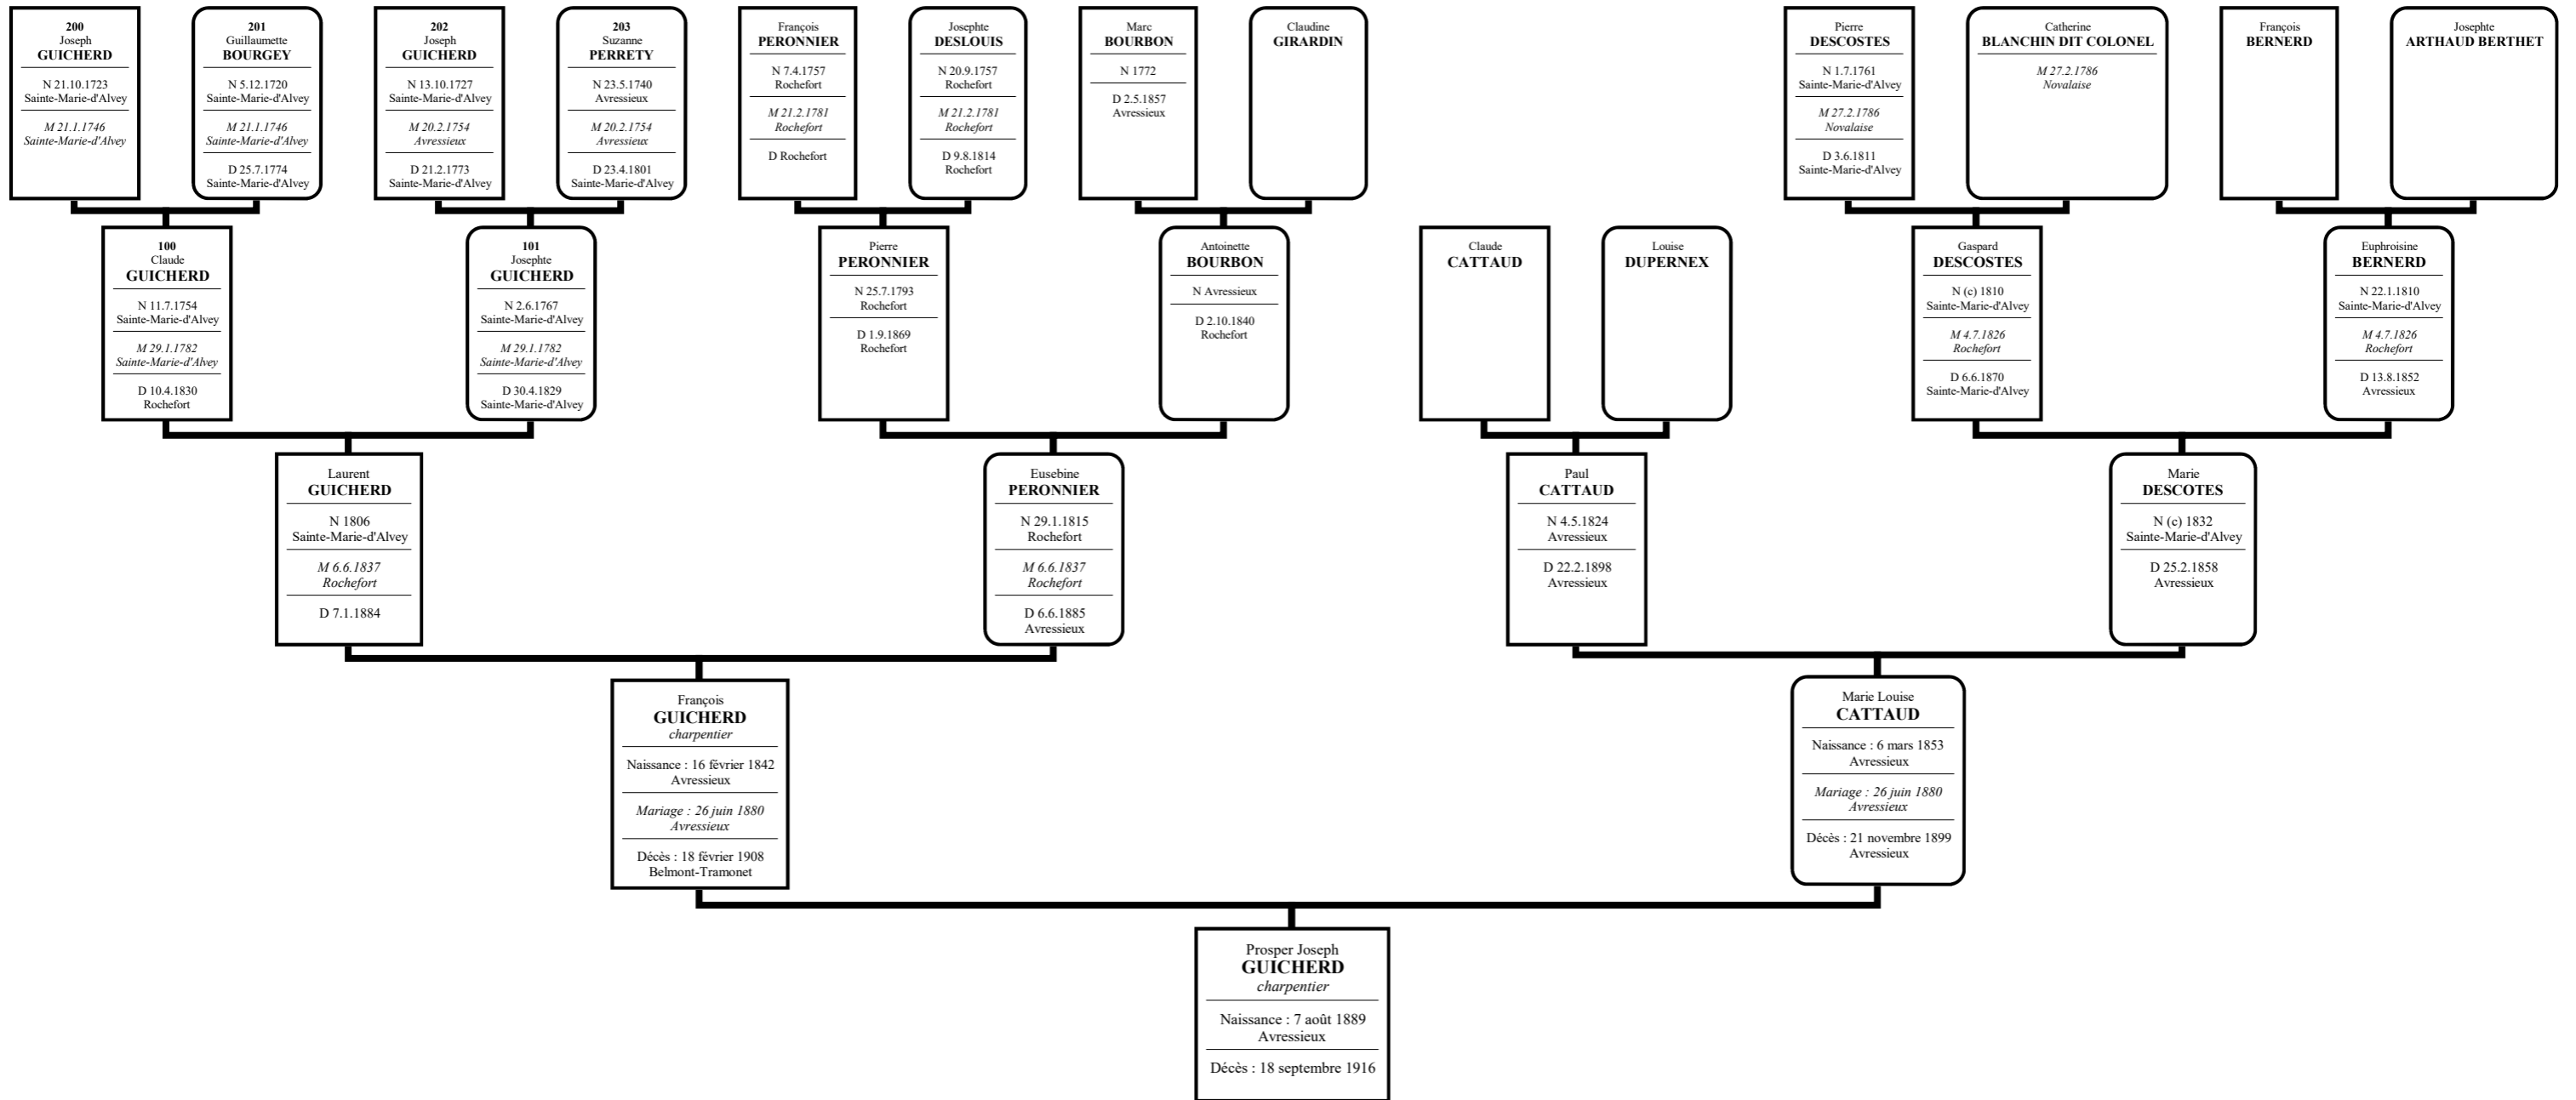 200
Joseph
GUICHERD
N 21.10.1723
Sainte-Marie-d'Alvey
M 21.1.1746
Sainte-Marie-d'Alvey
201
Guillaumette
BOURGEY
N 5.12.1720
Sainte-Marie-d'Alvey
M 21.1.1746
Sainte-Marie-d'Alvey
D 25.7.1774
Sainte-Marie-d'Alvey
202
Joseph
GUICHERD
N 13.10.1727
Sainte-Marie-d'Alvey
M 20.2.1754
Avressieux
D 21.2.1773
Sainte-Marie-d'Alvey
203
Suzanne
PERRETY
N 23.5.1740
Avressieux
M 20.2.1754
Avressieux
D 23.4.1801
Sainte-Marie-d'Alvey
François
PERONNIER
N 7.4.1757
Rochefort
M 21.2.1781
Rochefort
D Rochefort
Josephte
DESLOUIS
N 20.9.1757
Rochefort
M 21.2.1781
Rochefort
D 9.8.1814
Rochefort
Marc
BOURBON
N 1772
D 2.5.1857
Avressieux
Claudine
GIRARDIN
Pierre
DESCOSTES
N 1.7.1761
Sainte-Marie-d'Alvey
M 27.2.1786
Novalaise
D 3.6.1811
Sainte-Marie-d'Alvey
Catherine
BLANCHIN DIT COLONEL
M 27.2.1786
Novalaise
François
BERNERD
Josephte
ARTHAUD BERTHET
100
Claude
GUICHERD
N 11.7.1754
Sainte-Marie-d'Alvey
M 29.1.1782
Sainte-Marie-d'Alvey
D 10.4.1830
Rochefort
101
Josephte
GUICHERD
N 2.6.1767
Sainte-Marie-d'Alvey
M 29.1.1782
Sainte-Marie-d'Alvey
D 30.4.1829
Sainte-Marie-d'Alvey
Pierre
PERONNIER
N 25.7.1793
Rochefort
D 1.9.1869
Rochefort
Antoinette
BOURBON
N Avressieux
D 2.10.1840
Rochefort
Claude
CATTAUD
Louise
DUPERNEX
Gaspard
DESCOSTES
N (c) 1810
Sainte-Marie-d'Alvey
M 4.7.1826
Rochefort
D 6.6.1870
Sainte-Marie-d'Alvey
Euphroisine
BERNERD
N 22.1.1810
Sainte-Marie-d'Alvey
M 4.7.1826
Rochefort
D 13.8.1852
Avressieux
Laurent
GUICHERD
N 1806
Sainte-Marie-d'Alvey
M 6.6.1837
Rochefort
D 7.1.1884
Eusebine
PERONNIER
N 29.1.1815
Rochefort
M 6.6.1837
Rochefort
D 6.6.1885
Avressieux
Paul
CATTAUD
N 4.5.1824
Avressieux
D 22.2.1898
Avressieux
Marie
DESCOTES
N (c) 1832
Sainte-Marie-d'Alvey
D 25.2.1858
Avressieux
François
GUICHERD
charpentier
Naissance : 16 février 1842
Avressieux
Mariage : 26 juin 1880
Avressieux
Décès : 18 février 1908
Belmont-Tramonet
Marie Louise
CATTAUD
Naissance : 6 mars 1853
Avressieux
Mariage : 26 juin 1880
Avressieux
Décès : 21 novembre 1899
Avressieux
Prosper Joseph
GUICHERD
charpentier
Naissance : 7 août 1889
Avressieux
Décès : 18 septembre 1916